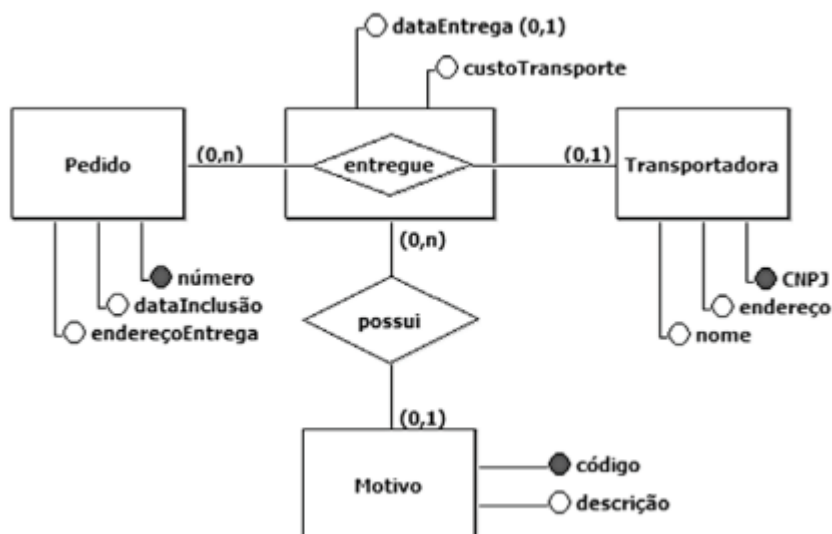 dataEntrega (0,1)
custoTransporte
Pedido
(0,n)
entregue
(0,1)
Transportadora
(0,n)
número
dataInclusão
endereçoEntrega
CNPJ
endereço
nome
possui
(0,1)
Motivo
código
descrição